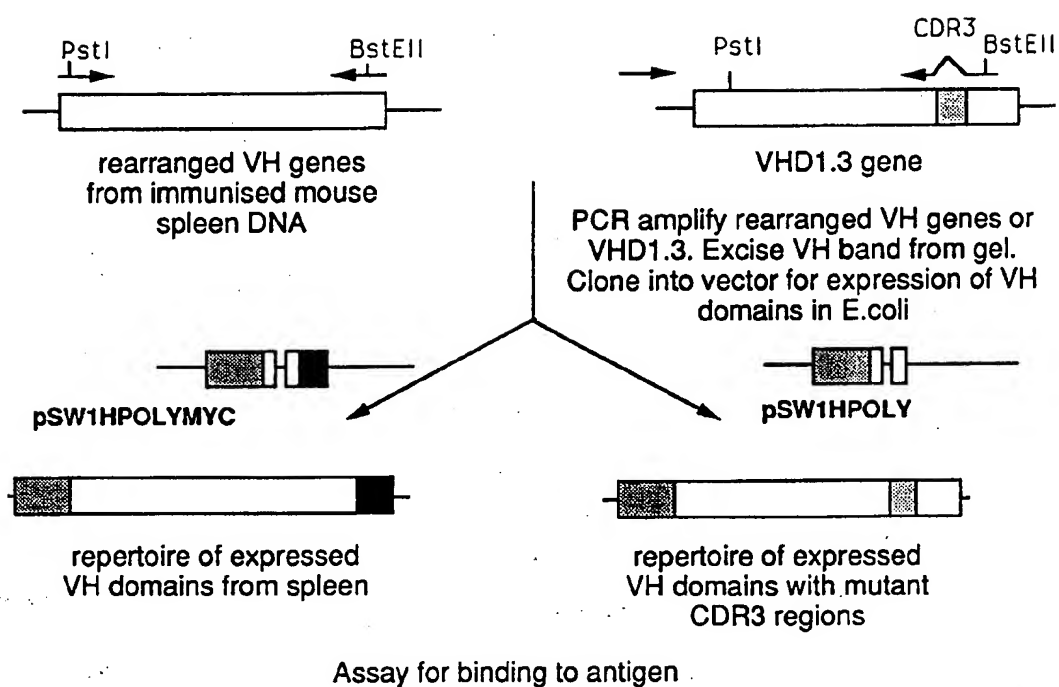 PstI
BstEII
PstI
CDR3
BstEII
rearranged VH genes
from immunised mouse
spleen DNA
VHD1.3 gene
PCR amplify rearranged VH genes or
VHD1.3. Excise VH band from gel.
Clone into vector for expression of VH
domains in E.coli
pSW1HPOLYMYC
pSW1HPOLY
repertoire of expressed
VH domains from spleen
repertoire of expressed
VH domains with mutant
CDR3 regions
Assay for binding to antigen